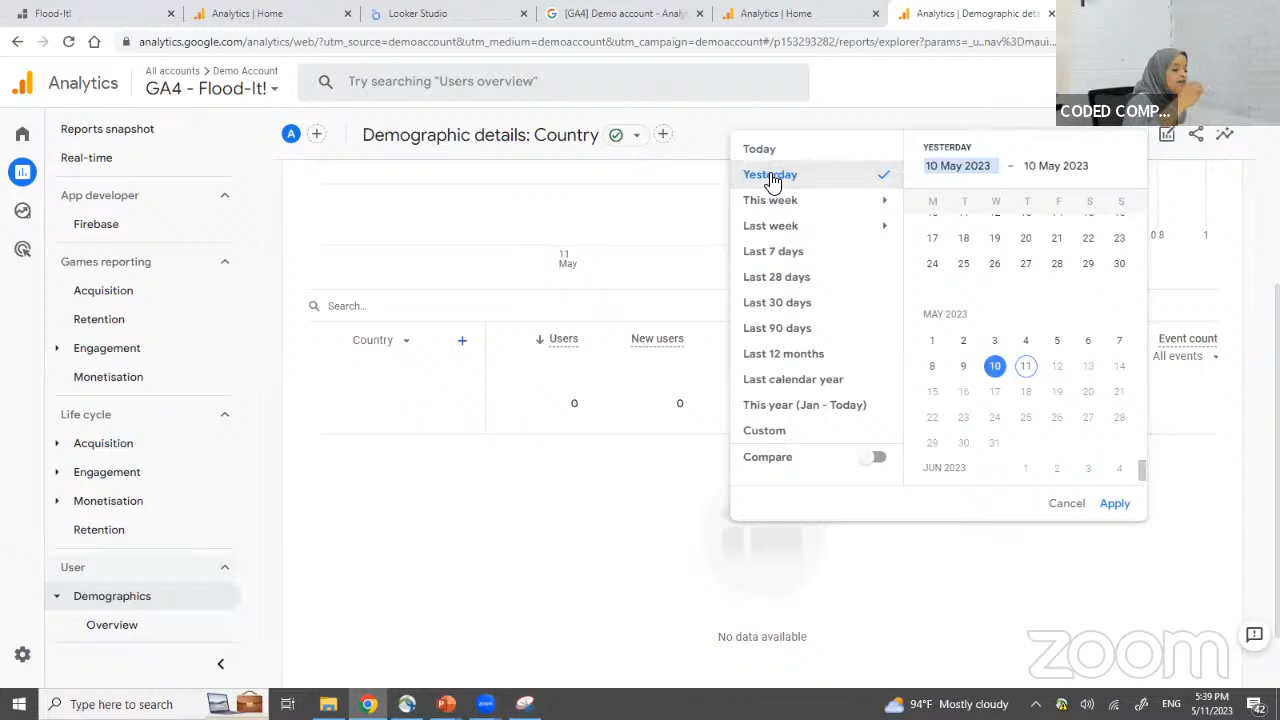 Flood-It!
Analytics | Home
Looker Studio
[GA4] Demo account - Analy
Analytics | Home
Analytics | Demographic deta
analytics.google.com/analytics/web/?utm_source=demoaccount&utm_medium=demoaccount&utm_campaign=demoaccount#/p153293282/reports/explorer?params=_u..nav%3Dmaui
Analytics
All accounts > Demo Account
GA4 - Flood-It!
Try searching "Users overview"
CODED COMP...
Reports snapshot
Real-time
App developer
Firebase
Games reporting
Acquisition
Retention
Engagement
Monetisation
Life cycle
Acquisition
Engagement
Monetisation
Retention
User
Demographics
Overview
A
Demographic details: Country
11
May
Search...
Country
Users
New users
0
0
No data available
Today
Yesterday
This week
Last week
Last 7 days
Last 28 days
Last 30 days
Last 90 days
Last 12 months
Last calendar year
This year (Jan - Today)
Custom
Compare
YESTERDAY
10 May 2023 – 10 May 2023
M T W T F S S
17 18 19 20 21 22 23
24 25 26 27 28 29 30
MAY 2023
1 2 3 4 5 6 7
8 9 10 11 12 13 14
15 16 17 18 19 20 21
22 23 24 25 26 27 28
29 30 31
JUN 2023 1 2 3 4
Cancel Apply
0.8 1
Event count
All events
zoom
Type here to search
94°F Mostly cloudy
ENG
5:39 PM
5/11/2023
42